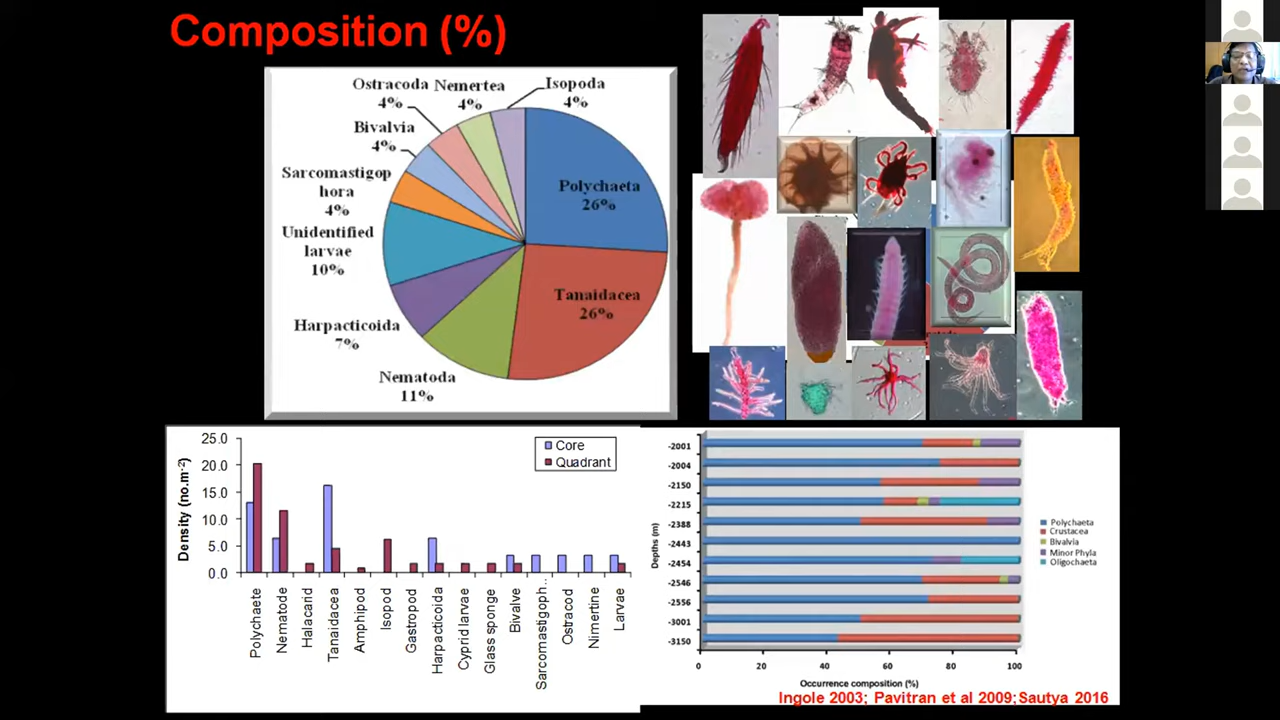 Composition (%)
Ostracoda
4%
Nemertea
4%
Isopoda
4%
Bivalvia
4%
Sarcomastigop
hora
4%
Unidentified
larvae
10%
Harpacticoida
7%
Nematoda
11%
Polychaeta
26%
Tanaidacea
26%
Density (no.m-2)
25.0
20.0
15.0
10.0
5.0
0.0
Core
Quadrant
Polychaete
Nematode
Halacarid
Tanaidacea
Amphipod
Isopod
Gastropod
Harpacticoida
Cyprid larvae
Glass sponge
Bivalve
Sarcomastigoph...
Ostracod
Nimertine
Larvae
Depths (m)
-2001
-2004
-2150
-2215
-2388
-2443
-2454
-2546
-2556
-3001
-3150
0 20 40 60 80 100
Occurrence composition (%)
Polychaeta
Crustacea
Bivalvia
Minor Phyla
Oligochaeta
Ingole 2003; Pavitran et al 2009;Sautya 2016